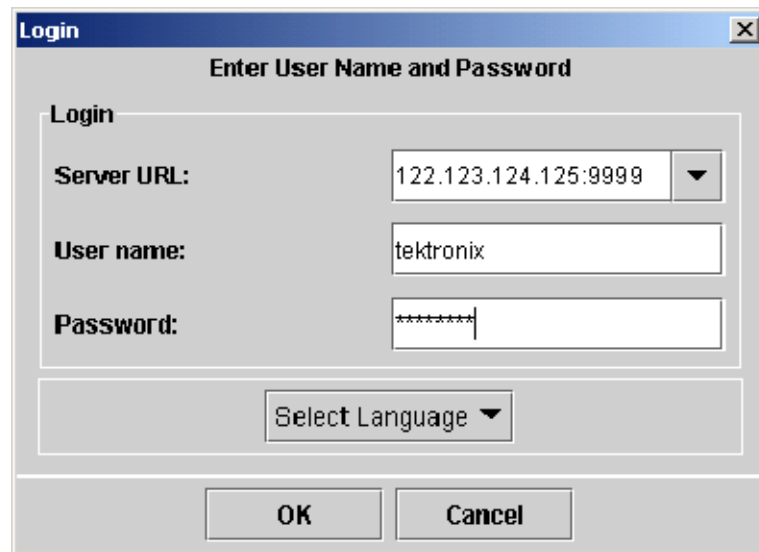 Login
Enter User Name and Password
Login
Server URL: 122.123.124.125:9999
User name: tektronix
Password: ********
Select Language
OK Cancel